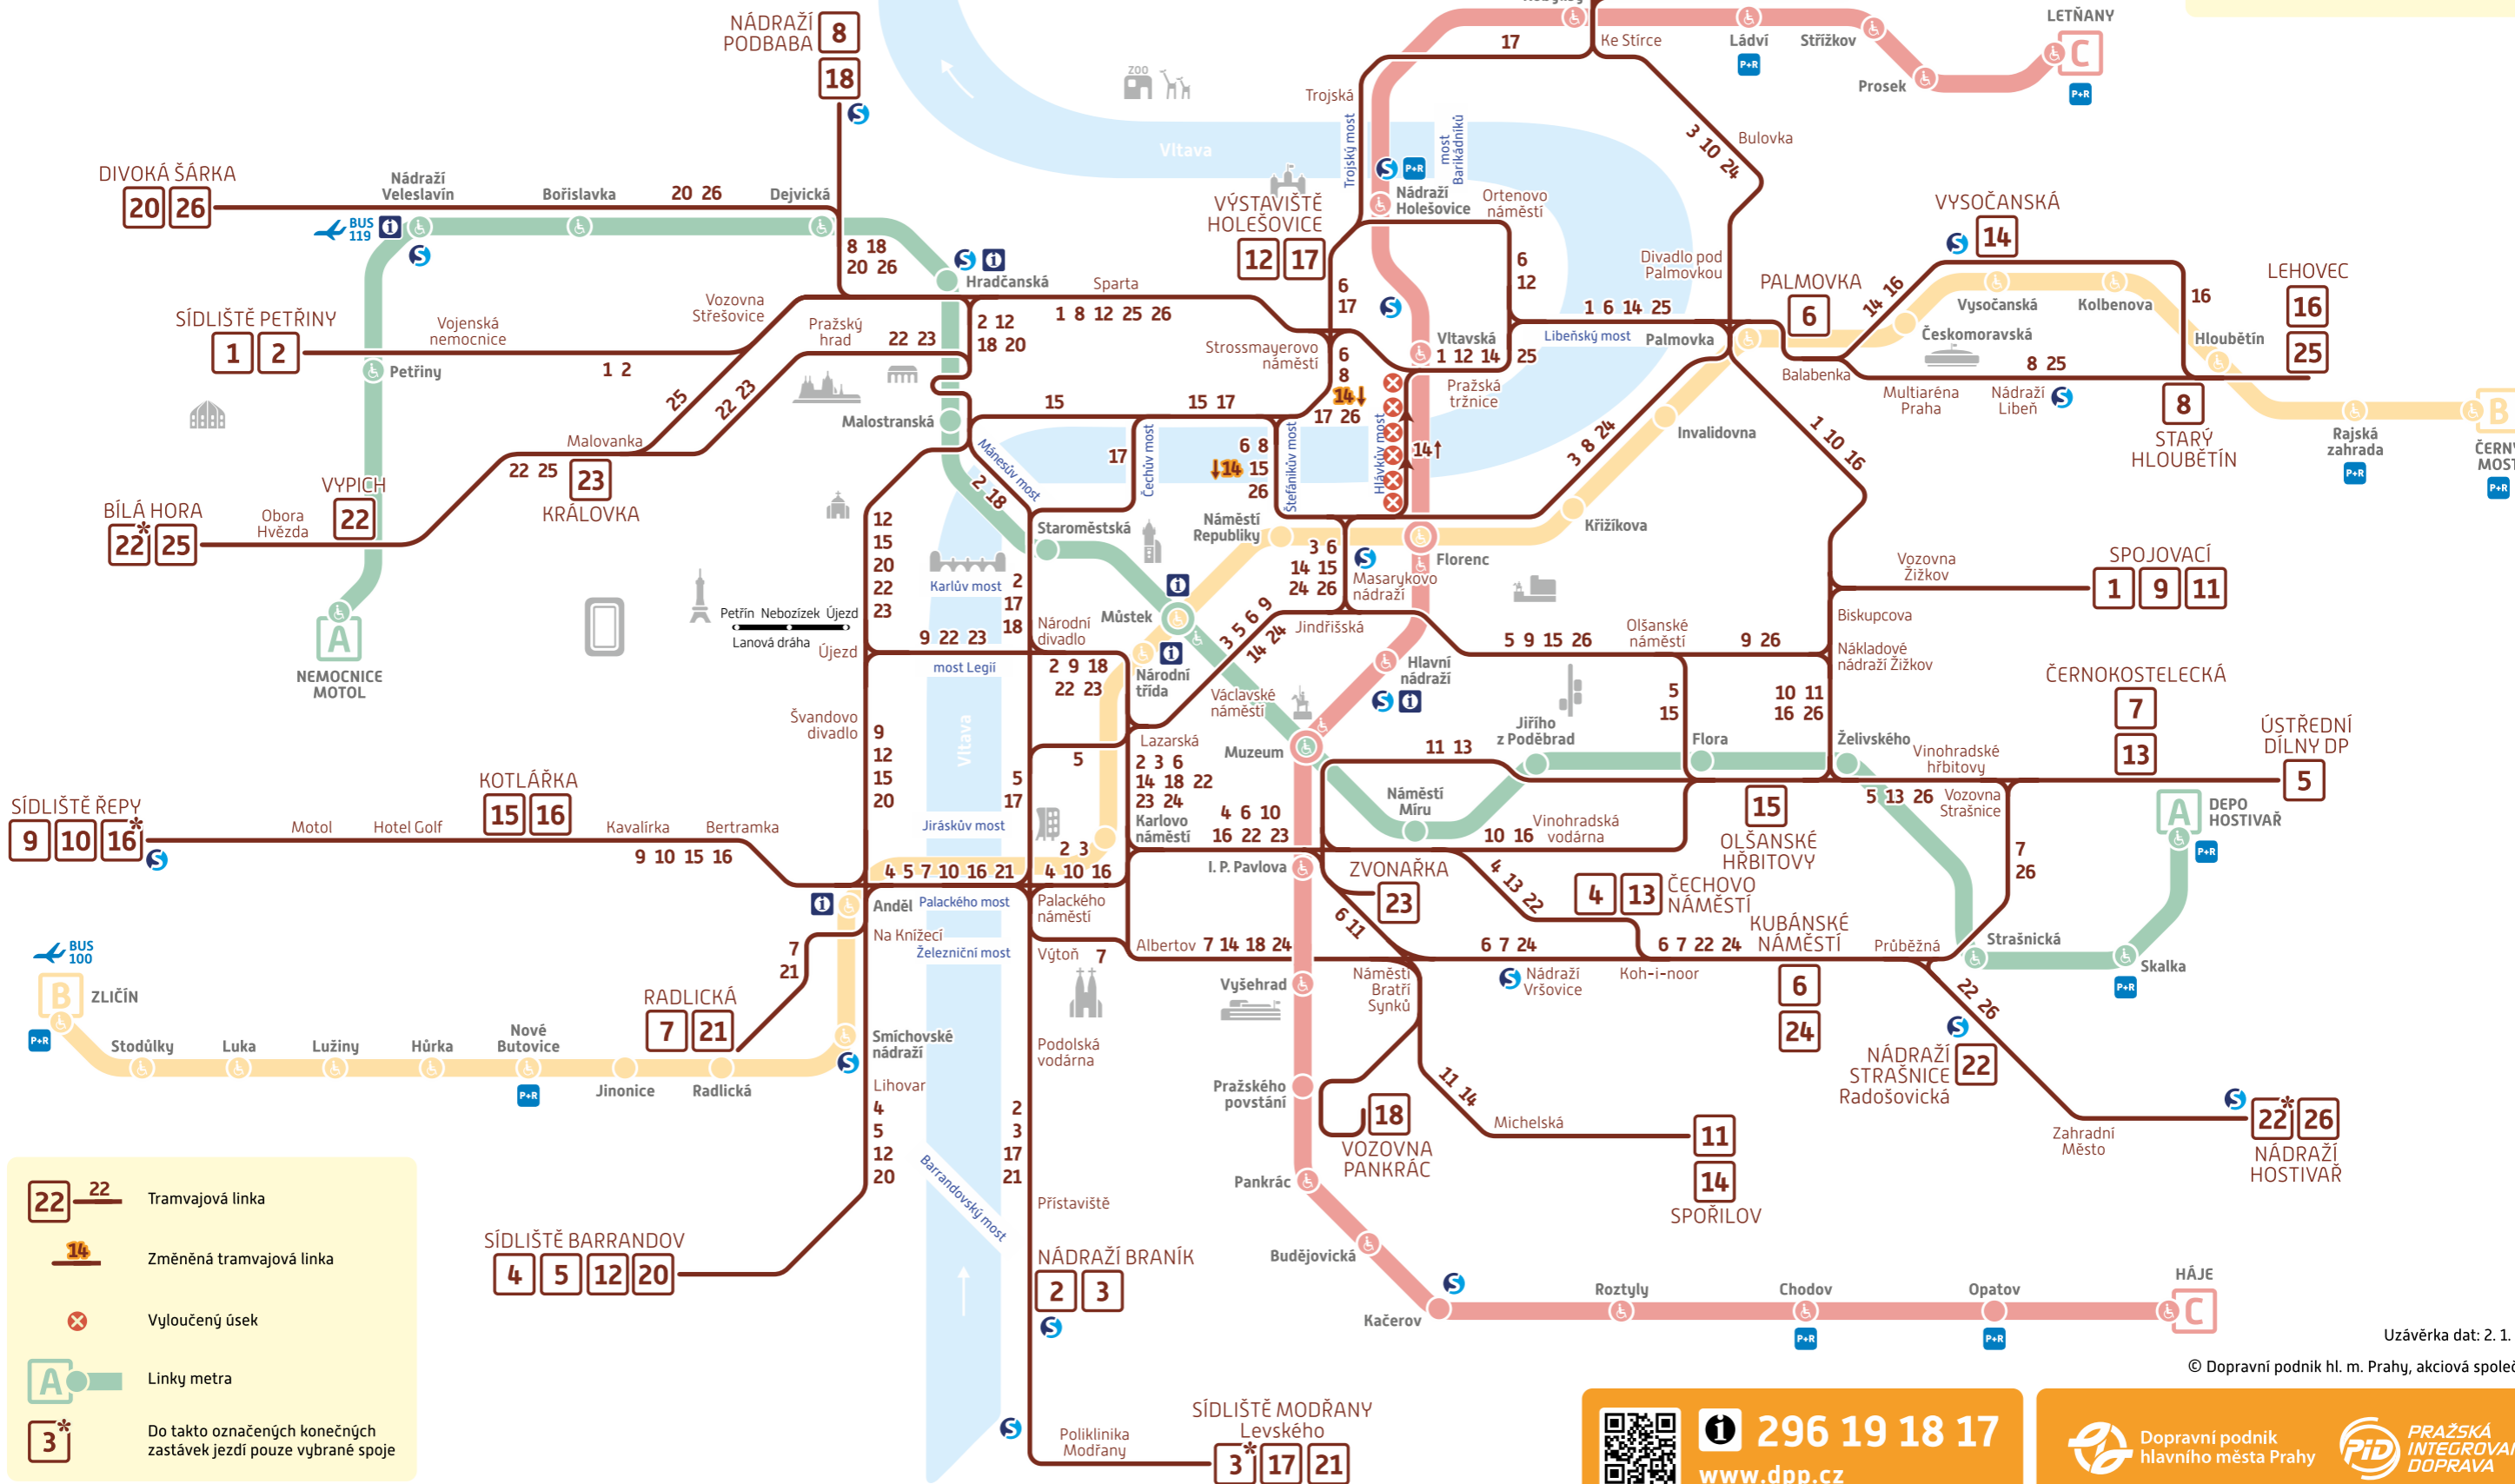 NÁDRAŽÍ
PODBABA
8
18
17
Ke Stírce
Ládví
P+R
Střížkov
Prosek
LETŇANY
C
P+R
ZOO
Vltava
Trojská
Trojský most
most
Barikádníků
P+R
Nádraží
Holešovice
Ortenovo
náměstí
3 10 24
Bulovka
DIVOKÁ ŠÁRKA
20 26
Nádraží
Veleslavín
BUS
119
Bořislavka
20 26
Dejvická
8 18
20 26
Hradčanská
VÝSTAVIŠTĚ
HOLEŠOVICE
12 17
6
17
6
12
Divadlo pod
Palmovkou
PALMOVKA
6
VYSOČANSKÁ
14
14 16
Vysočanská
Kolbenova
16
LEHOVEC
16
25
SÍDLIŠTĚ PETŘINY
1 2
Vojenská
nemocnice
1 2
Petřiny
Vozovna
Střešovice
Pražský
hrad
22 23
2 12
18 20
Sparta
1 8 12 25 26
Strossmayerovo
náměstí
6
8
14
17 26
Vltavská
1 12 14 25
1 6 14 25
Libeňský most
Palmovka
Pražská
tržnice
Českomoravská
Balabenka
8 25
Multiaréna
Praha
Nádraží
Libeň
Hloubětín
8
STARÝ
HLOUBĚTÍN
Rajská
zahrada
P+R
B
P+R
25
22 23
Malovanka
22 25
23
KRÁLOVKA
VYPICH
22
BÍLÁ HORA
22* 25
Obora
Hvězda
Malostranská
15
15 17
17
Čechův most
Mánesův most
2 18
6 8
14 15
26
Štefánikův most
Hlávkův most
14
Invalidovna
3 8 24
Křižíkova
1 10 16
A
NEMOCNICE
MOTOL
Petřín Nebozízek Újezd
Lanová dráha
12
15
20
22
23
Karlův most
2
17
18
Staroměstská
Náměstí
Republiky
Můstek
3 6
14 15
24 26
Masarykovo
nádraží
Florenc
Vozovna
Žižkov
SPOJOVACÍ
1 9 11
Biskupcova
Újezd
9 22 23
most Legií
Národní
divadlo
2 9 18
22 23
Národní
třída
3 5 6 9
14 24
Jindřišská
Václavské
náměstí
Hlavní
nádraží
5 9 15 26
Olšanské
náměstí
9 26
Nákladové
nádraží Žižkov
5
15
10 11
16 26
ČERNOKOSTELECKÁ
7
13
ÚSTŘEDNÍ
DÍLNY DP
5
Švandovo
divadlo
9
12
15
20
Vltava
5
17
Lazarská
5
2 3 6
14 18 22
23 24
Karlovo
náměstí
Muzeum
11 13
Jiřího
z Poděbrad
Flora
Želivského
Vinohradské
hřbitovy
5 13 26
Vozovna
Strašnice
7
26
SÍDLIŠTĚ ŘEPY
9 10 16*
Motol
Hotel Golf
KOTLÁŘKA
15 16
Kavalírka
Bertramka
9 10 15 16
Jiráskův most
2 3
4 5 7 10 16 21
4 10 16
Anděl
Palackého most
Palackého
náměstí
4 6 10
16 22 23
Náměstí
Míru
10 16
Vinohradská
vodárna
15
OLŠANSKÉ
HŘBITOVY
A
DEPO
HOSTIVAŘ
P+R
I. P. Pavlova
ZVONAŘKA
23
4 13 22
6 11
4 13
ČECHOVO
NÁMĚSTÍ
KUBÁNSKÉ
NÁMĚSTÍ
6
24
Na Knížecí
Železniční most
Výtoň
7
Albertov
7 14 18 24
6 7 24
6 7 22 24
Průběžná
Strašnická
Skalka
P+R
BUS
100
B
ZLIČÍN
P+R
Stodůlky
Luka
Lužiny
Hůrka
Nové
Butovice
P+R
Jinonice
Radlická
RADLICKÁ
7 21
7
21
Smíchovské
nádraží
Vyšehrad
Náměstí
Bratří
Synků
Nádraží
Vršovice
Koh-i-noor
22 26
NÁDRAŽÍ
STRAŠNICE
Radošovická
22
Lihovar
4
5
12
20
Podolská
vodárna
2
3
17
21
Barrandovský most
Přístaviště
Pražského
povstání
18
VOZOVNA
PANKRÁC
11 14
Michelská
11
14
SPOŘILOV
Zahradní
Město
22* 26
NÁDRAŽÍ
HOSTIVAŘ
Pankrác
Budějovická
Kačerov
Roztyly
Chodov
P+R
Opatov
P+R
HÁJE
C
SÍDLIŠTĚ BARRANDOV
4 5 12 20
NÁDRAŽÍ BRANÍK
2 3
Poliklinika
Modřany
SÍDLIŠTĚ MODŘANY
Levského
3* 17 21
22 22
Tramvajová linka
14
Změněná tramvajová linka
Vyloučený úsek
A
Linky metra
3*
Do takto označených konečných
zastávek jezdí pouze vybrané spoje
Uzávěrka dat: 2. 1.
© Dopravní podnik hl. m. Prahy, akciová
296 19 18 17
www.dpp.cz
Dopravní podnik
hlavního města Prahy
PID
PRAŽSKÁ
DOPRAVA